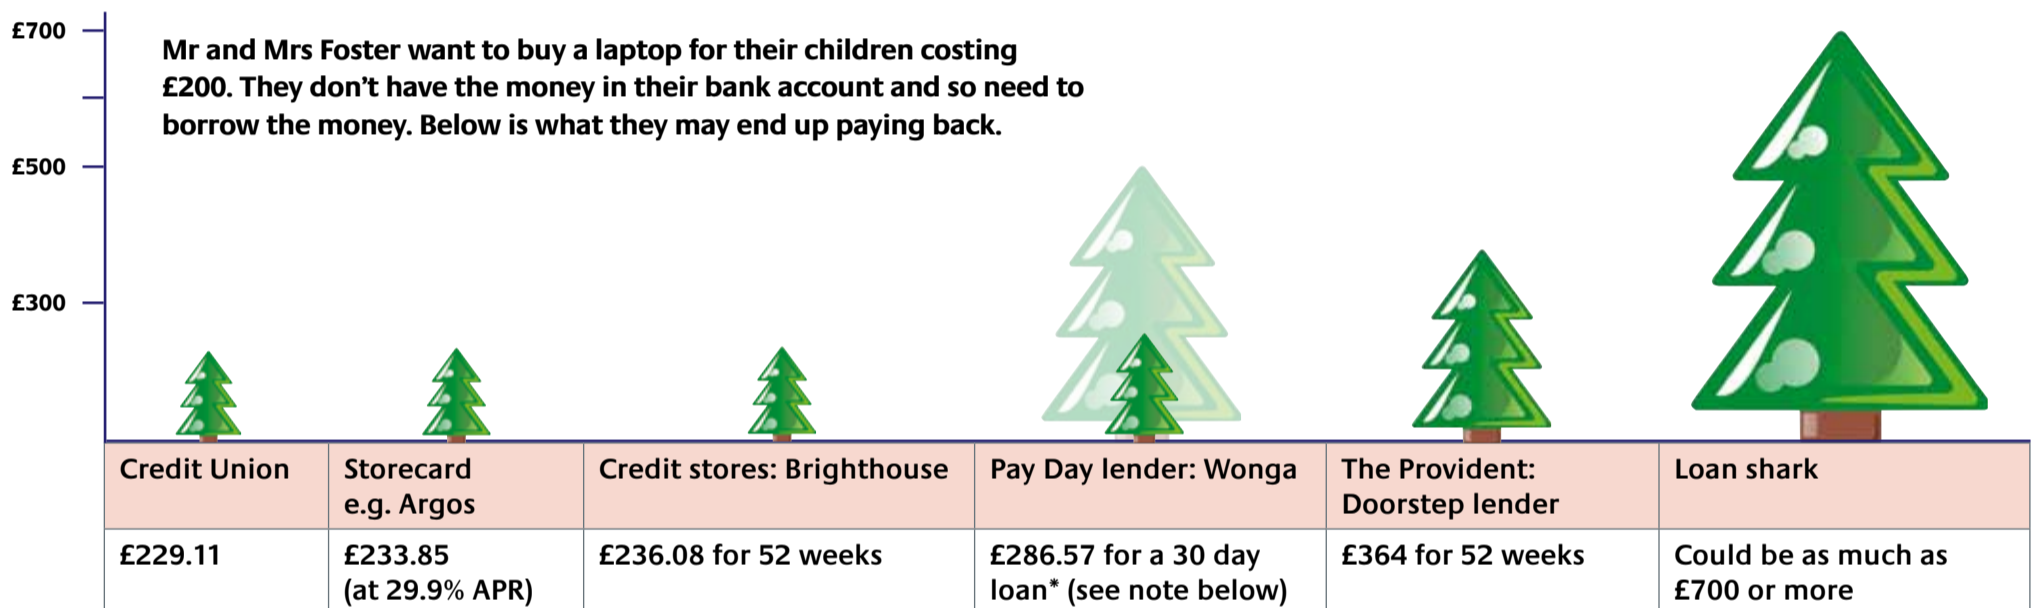 £700
Mr and Mrs Foster want to buy a laptop for their children costing
£200. They don’t have the money in their bank account and so need to
borrow the money. Below is what they may end up paying back.
£500
£300
Credit Union
Storecard
e.g. Argos
Credit stores: Brighthouse
Pay Day lender: Wonga
The Provident:
Doorstep lender
Loan shark
£229.11
£233.85
(at 29.9% APR)
£236.08 for 52 weeks
£286.57 for a 30 day
loan* (see note below)
£364 for 52 weeks
Could be as much as
£700 or more